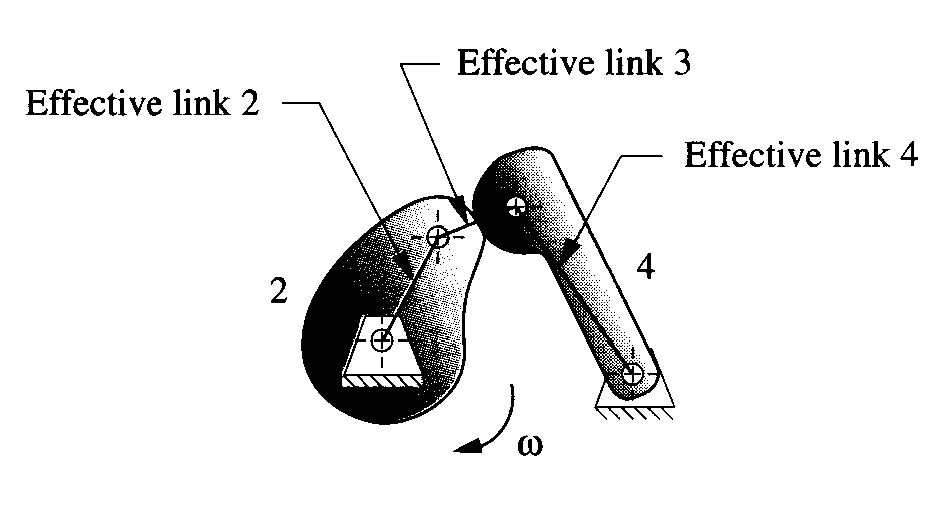 Effective link 3
Effective link 2
Effective link 4
2
4
ω